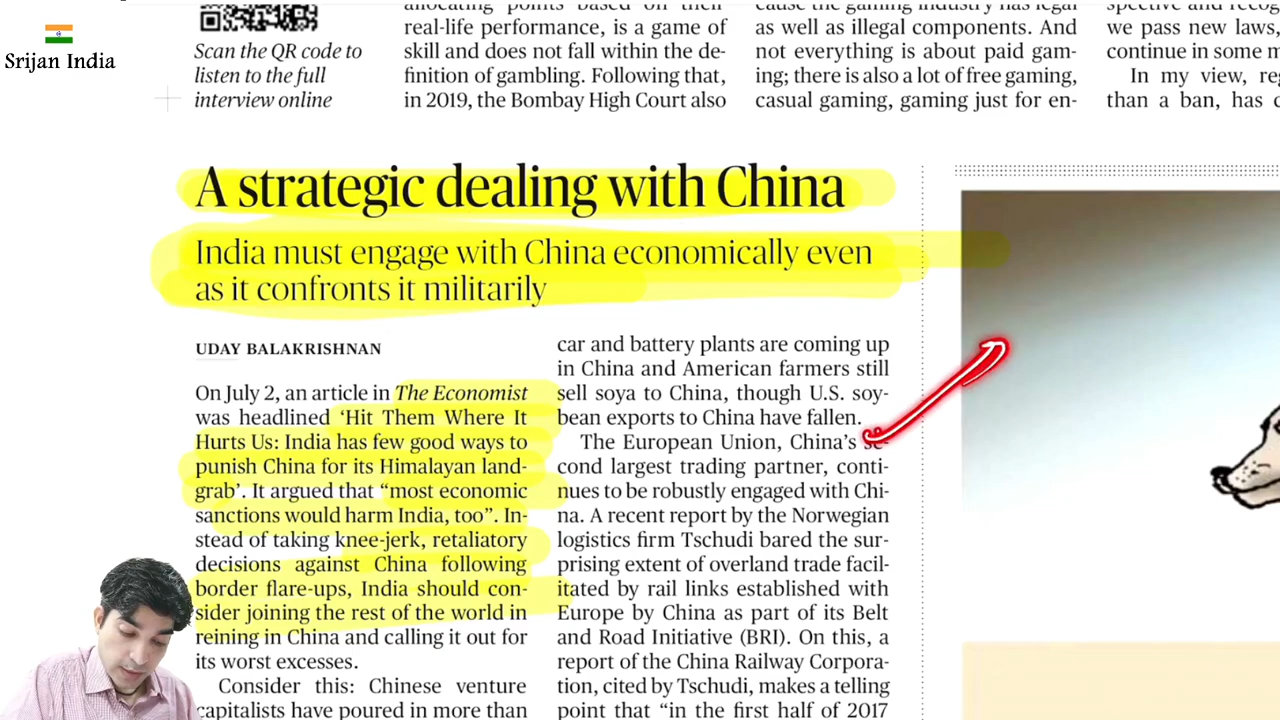 Srijan India
Scan the QR code to
listen to the full
interview online
allocating points based on their
real-life performance, is a game of
skill and does not fall within the de-
finition of gambling. Following that,
in 2019, the Bombay High Court also
cause the gaming industry has legal
as well as illegal components. And
not everything is about paid gam-
ing; there is also a lot of free gaming,
casual gaming, gaming just for en-
we pass new laws,
continue in some
In my view,
than a ban, has
A strategic dealing with China
India must engage with China economically even
as it confronts it militarily
UDAY BALAKRISHNAN
On July 2, an article in The Economist
was headlined ‘Hit Them Where It
Hurts Us: India has few good ways to
punish China for its Himalayan land-
grab’. It argued that “most economic
sanctions would harm India, too”. In-
stead of taking knee-jerk, retaliatory
decisions against China following
border flare-ups, India should con-
sider joining the rest of the world in
reining in China and calling it out for
its worst excesses.
Consider this: Chinese venture
capitalists have poured in more than
car and battery plants are coming up
in China and American farmers still
sell soya to China, though U.S. soy-
bean exports to China have fallen.
The European Union, China’s se-
cond largest trading partner, conti-
nues to be robustly engaged with Chi-
na. A recent report by the Norwegian
logistics firm Tschudi bared the sur-
prising extent of overland trade facil-
itated by rail links established with
Europe by China as part of its Belt
and Road Initiative (BRI). On this, a
report of the China Railway Corpora-
tion, cited by Tschudi, makes a telling
point that “in the first half of 2017